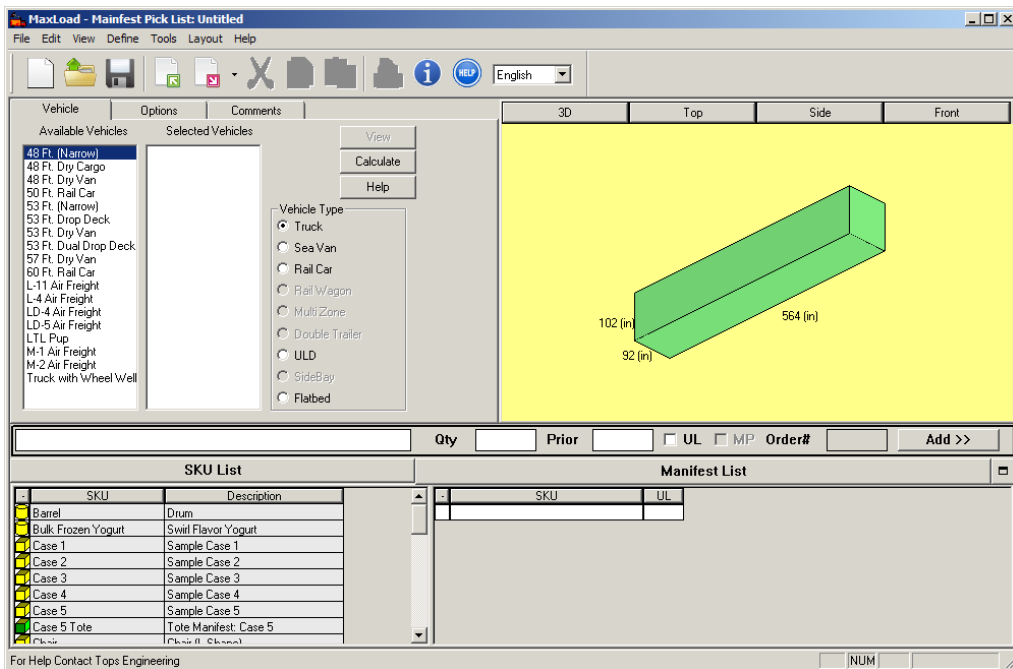 MaxLoad - Mainfest Pick List: Untitled
File Edit View Define Tools Layout Help
HELP English
Vehicle Options Comments
Available Vehicles Selected Vehicles
48 Ft. (Narrow)
48 Ft. Dry Cargo
48 Ft. Dry Van
50 Ft. Rail Car
53 Ft. (Narrow)
53 Ft. Drop Deck
53 Ft. Dry Van
53 Ft. Dual Drop Deck
57 Ft. Dry Van
60 Ft. Rail Car
L-11 Air Freight
L-4 Air Freight
LD-4 Air Freight
LD-5 Air Freight
LTL Pup
M-1 Air Freight
M-2 Air Freight
Truck with Wheel Well
View
Calculate
Help
Vehicle Type
Truck
Sea Van
Rail Car
Rail Wagon
Multi Zone
Double Trailer
ULD
SideBay
Flatbed
3D Top Side Front
102 (in)
92 (in)
564 (in)
Qty Prior UL MP Order# Add >>
SKU List Manifest List
- SKU Description
Barrel Drum
Bulk Frozen Yogurt Swirl Flavor Yogurt
Case 1 Sample Case 1
Case 2 Sample Case 2
Case 3 Sample Case 3
Case 4 Sample Case 4
Case 5 Sample Case 5
Case 5 Tote Tote Manifest: Case 5
Chair Chair (L Shape)
- SKU UL
For Help Contact Tops Engineering NUM